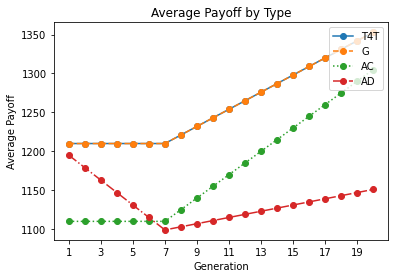 Average Payoff by Type
T4T
G
AC
AD
Average Payoff
1350
1300
1250
1200
1150
1100
1 3 5 7 9 11 13 15 17 19
Generation